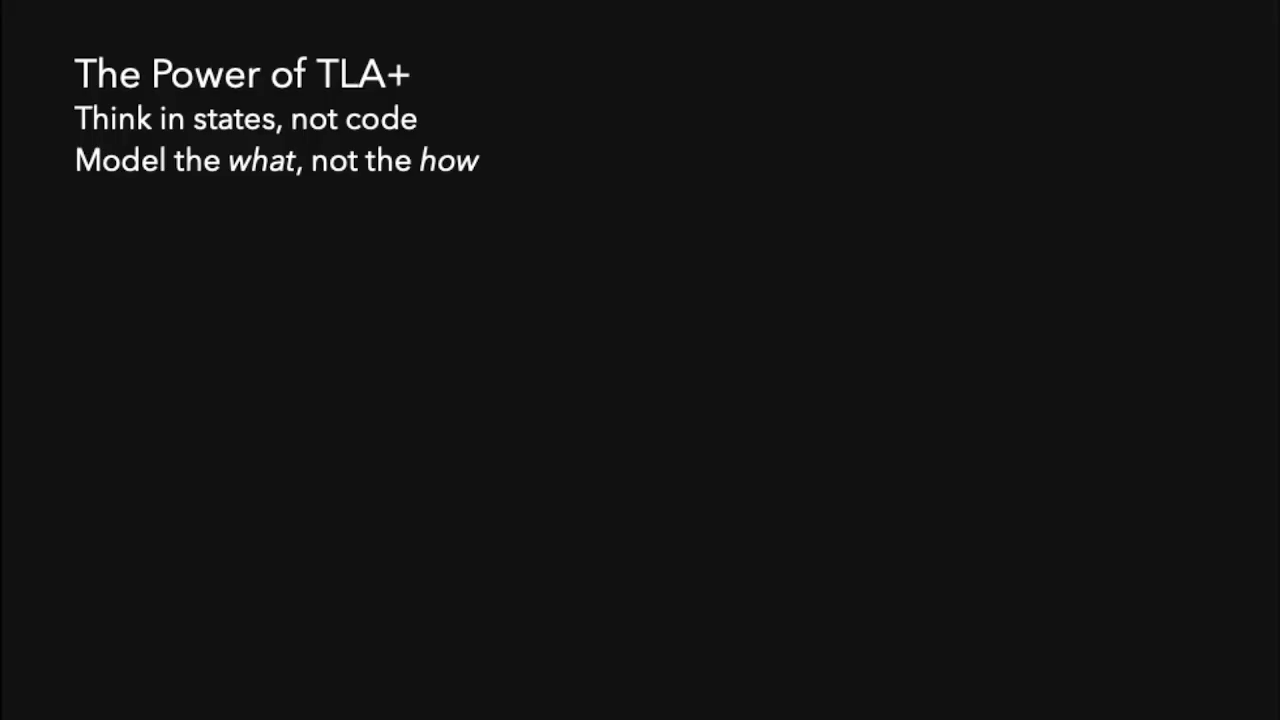 The Power of TLA+
Think in states, not code
Model the what, not the how